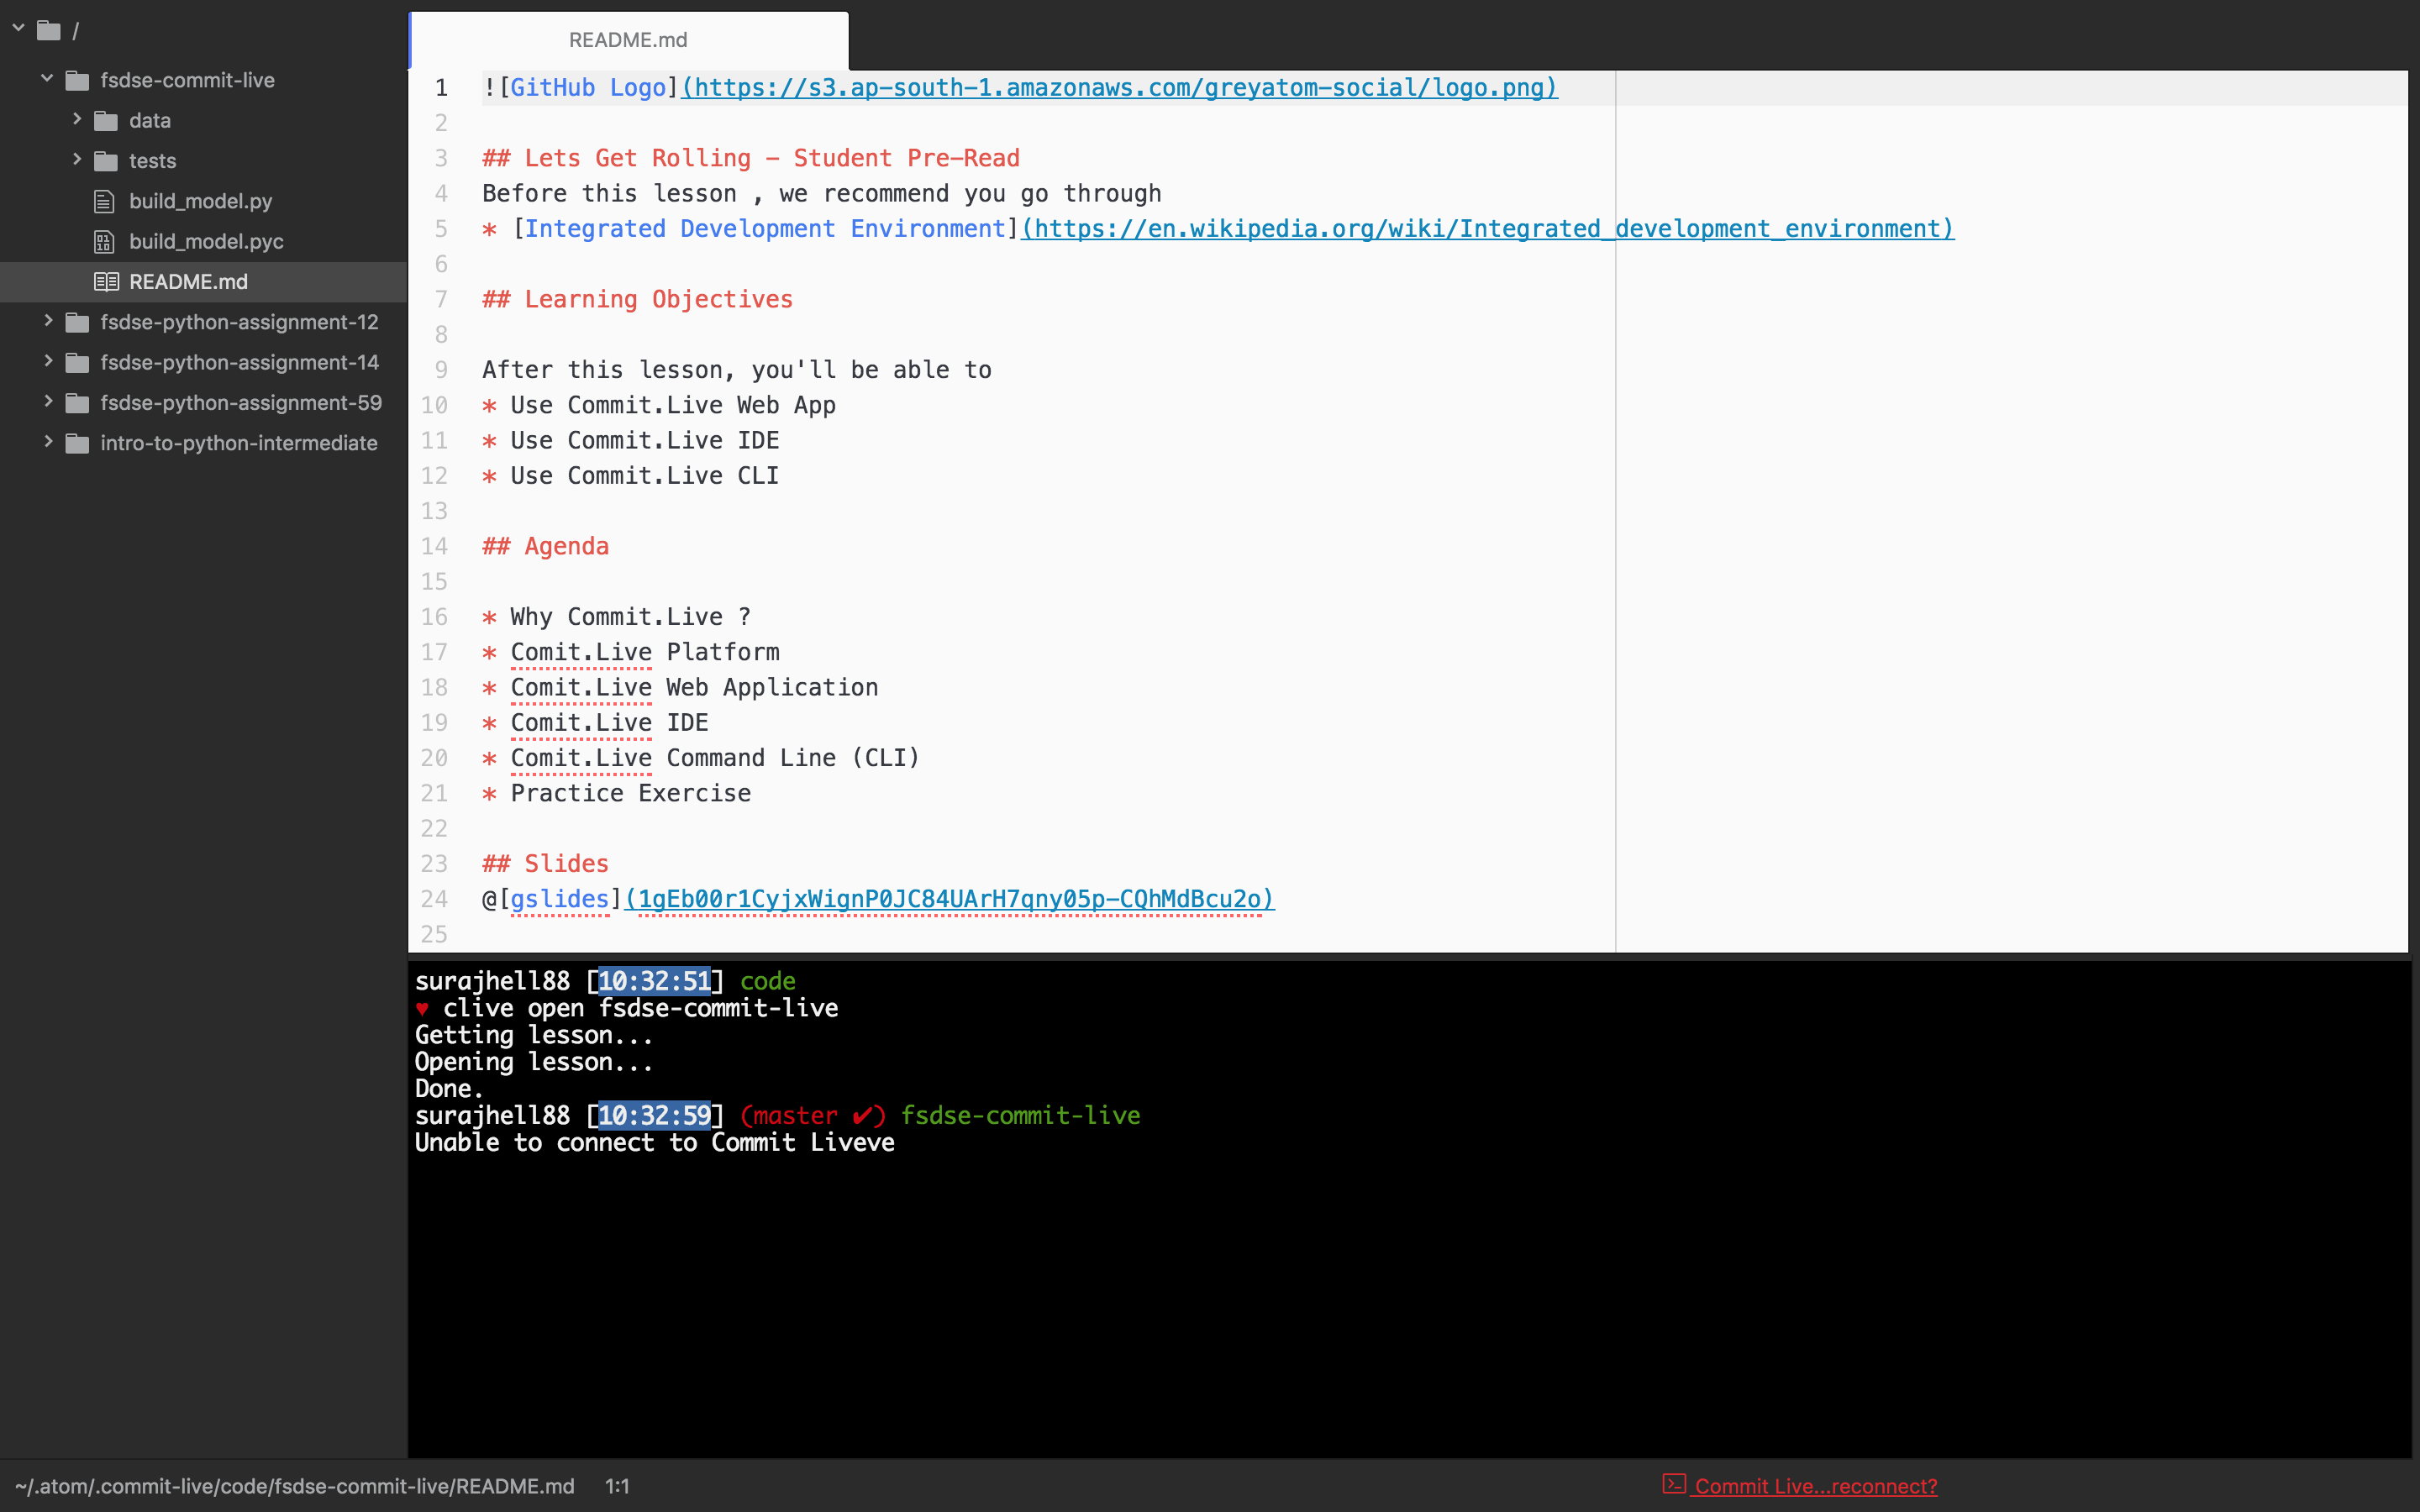 /
fsdse-commit-live
data
tests
build_model.py
build_model.pyc
README.md
fsdse-python-assignment-12
fsdse-python-assignment-14
fsdse-python-assignment-59
intro-to-python-intermediate
README.md
1 ![GitHub Logo](https://s3.ap-south-1.amazonaws.com/greyatom-social/logo.png)
2
3 ## Lets Get Rolling - Student Pre-Read
4 Before this lesson , we recommend you go through
5 * [Integrated Development Environment](https://en.wikipedia.org/wiki/Integrated_development_environment)
6
7 ## Learning Objectives
8
9 After this lesson, you'll be able to
10 * Use Commit.Live Web App
11 * Use Commit.Live IDE
12 * Use Commit.Live CLI
13
14 ## Agenda
15
16 * Why Commit.Live ?
17 * Comit.Live Platform
18 * Comit.Live Web Application
19 * Comit.Live IDE
20 * Comit.Live Command Line (CLI)
21 * Practice Exercise
22
23 ## Slides
24 @[gslides](1gEb00r1CyjxWignP0JC84UArH7qny05p-CQhMdBcu2o)
25
surajhell88 [10:32:51] code
♥ clive open fsdse-commit-live
Getting lesson...
Opening lesson...
Done.
surajhell88 [10:32:59] (master ✔) fsdse-commit-live
Unable to connect to Commit Liveve
~/.atom/.commit-live/code/fsdse-commit-live/README.md 1:1
Commit Live...reconnect?